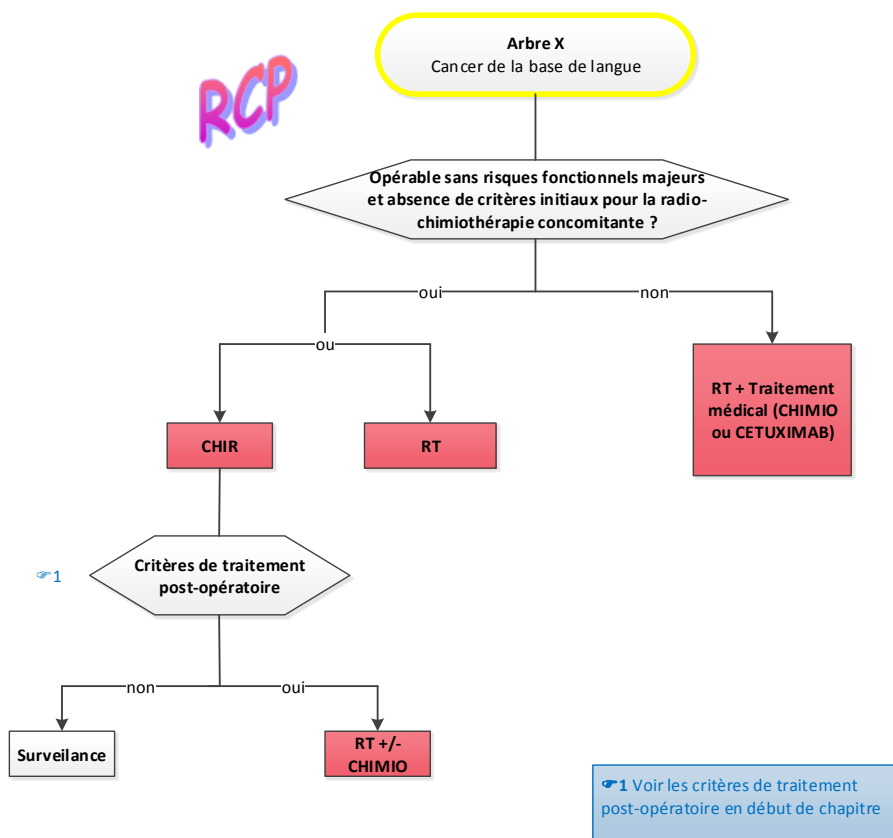 Arbre X
Cancer de la base de langue
RCP
Opérable sans risques fonctionnels majeurs
et absence de critères initiaux pour la radio-
chimiothérapie concomitante ?
oui
non
ou
CHIR
RT
RT + Traitement
médical (CHIMIO
ou CETUXIMAB)
☞1
Critères de traitement
post-opératoire
non
oui
Surveilance
RT +/-
CHIMIO
☞1 Voir les critères de traitement
post-opératoire en début de chapitre